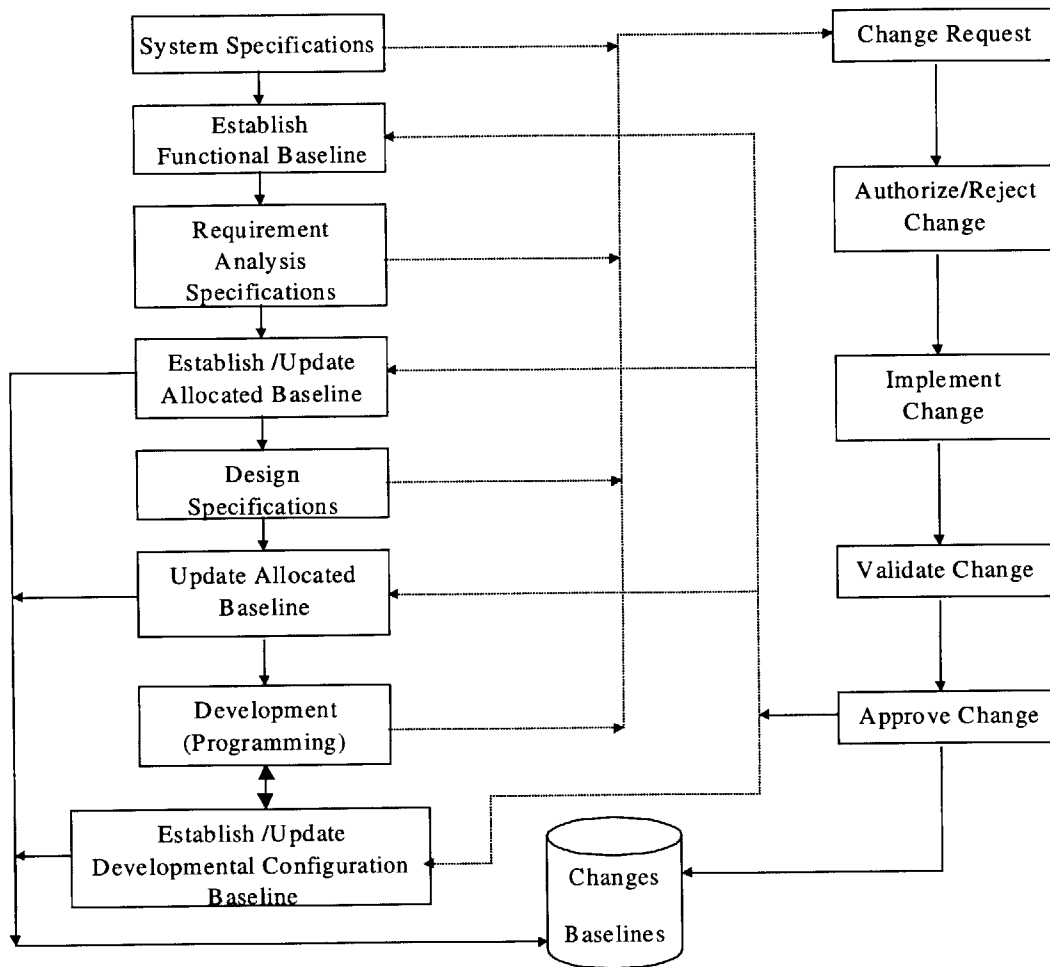 System Specifications
Establish
Functional Baseline
Requirement
Analysis
Specifications
Establish /Update
Allocated Baseline
Design
Specifications
Update Allocated
Baseline
Development
(Programming)
Establish /Update
Developmental Configuration
Baseline
Change Request
Authorize/Reject
Change
Implement
Change
Validate Change
Approve Change
Changes
Baselines